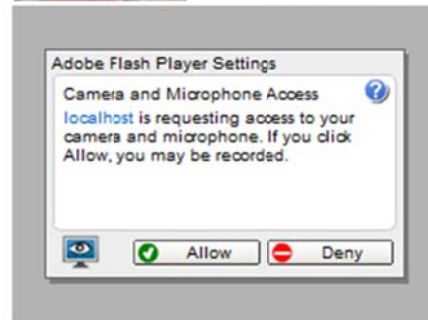 Adobe Flash Player Settings
Camera and Microphone Access
localhost is requesting access to your
camera and microphone. If you click
Allow, you may be recorded.
Allow
Deny